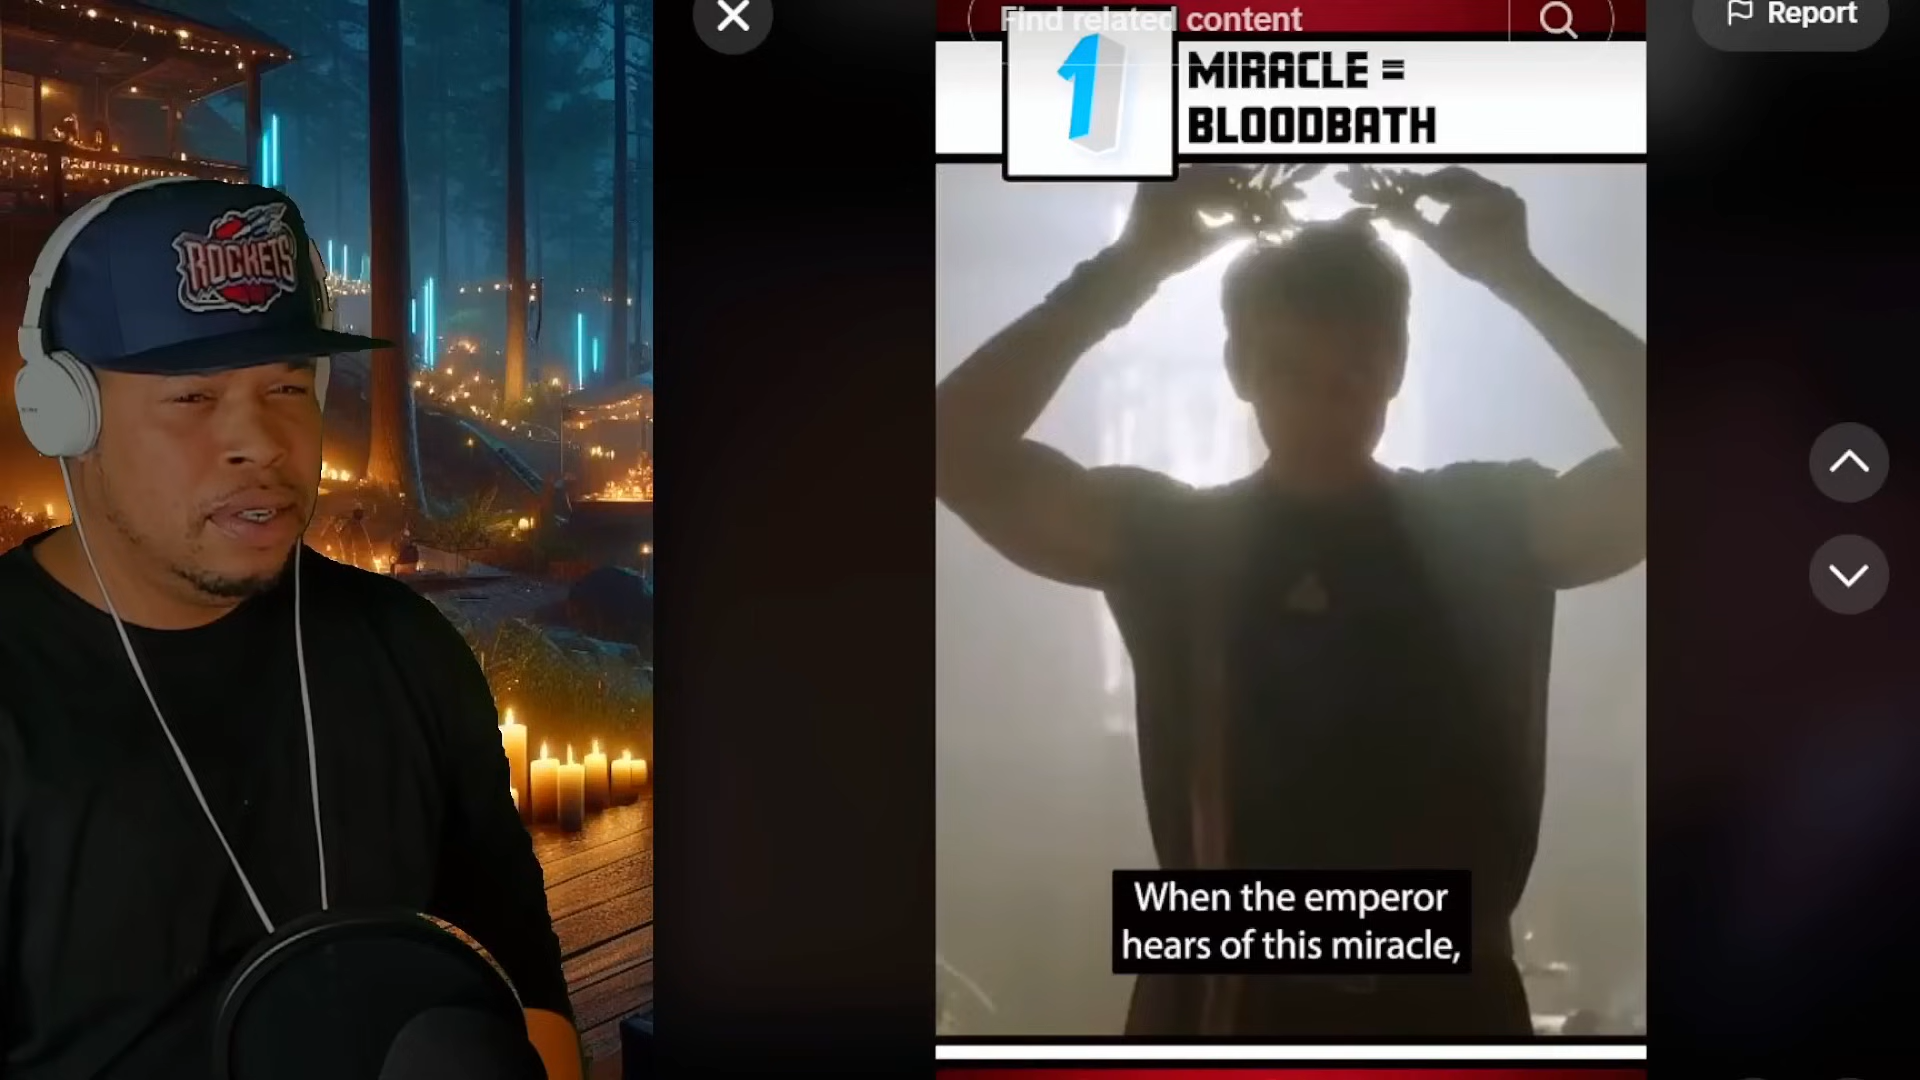 ROCKETS
Find related content
Report
1
MIRACLE =
BLOODBATH
When the emperor
hears of this miracle,